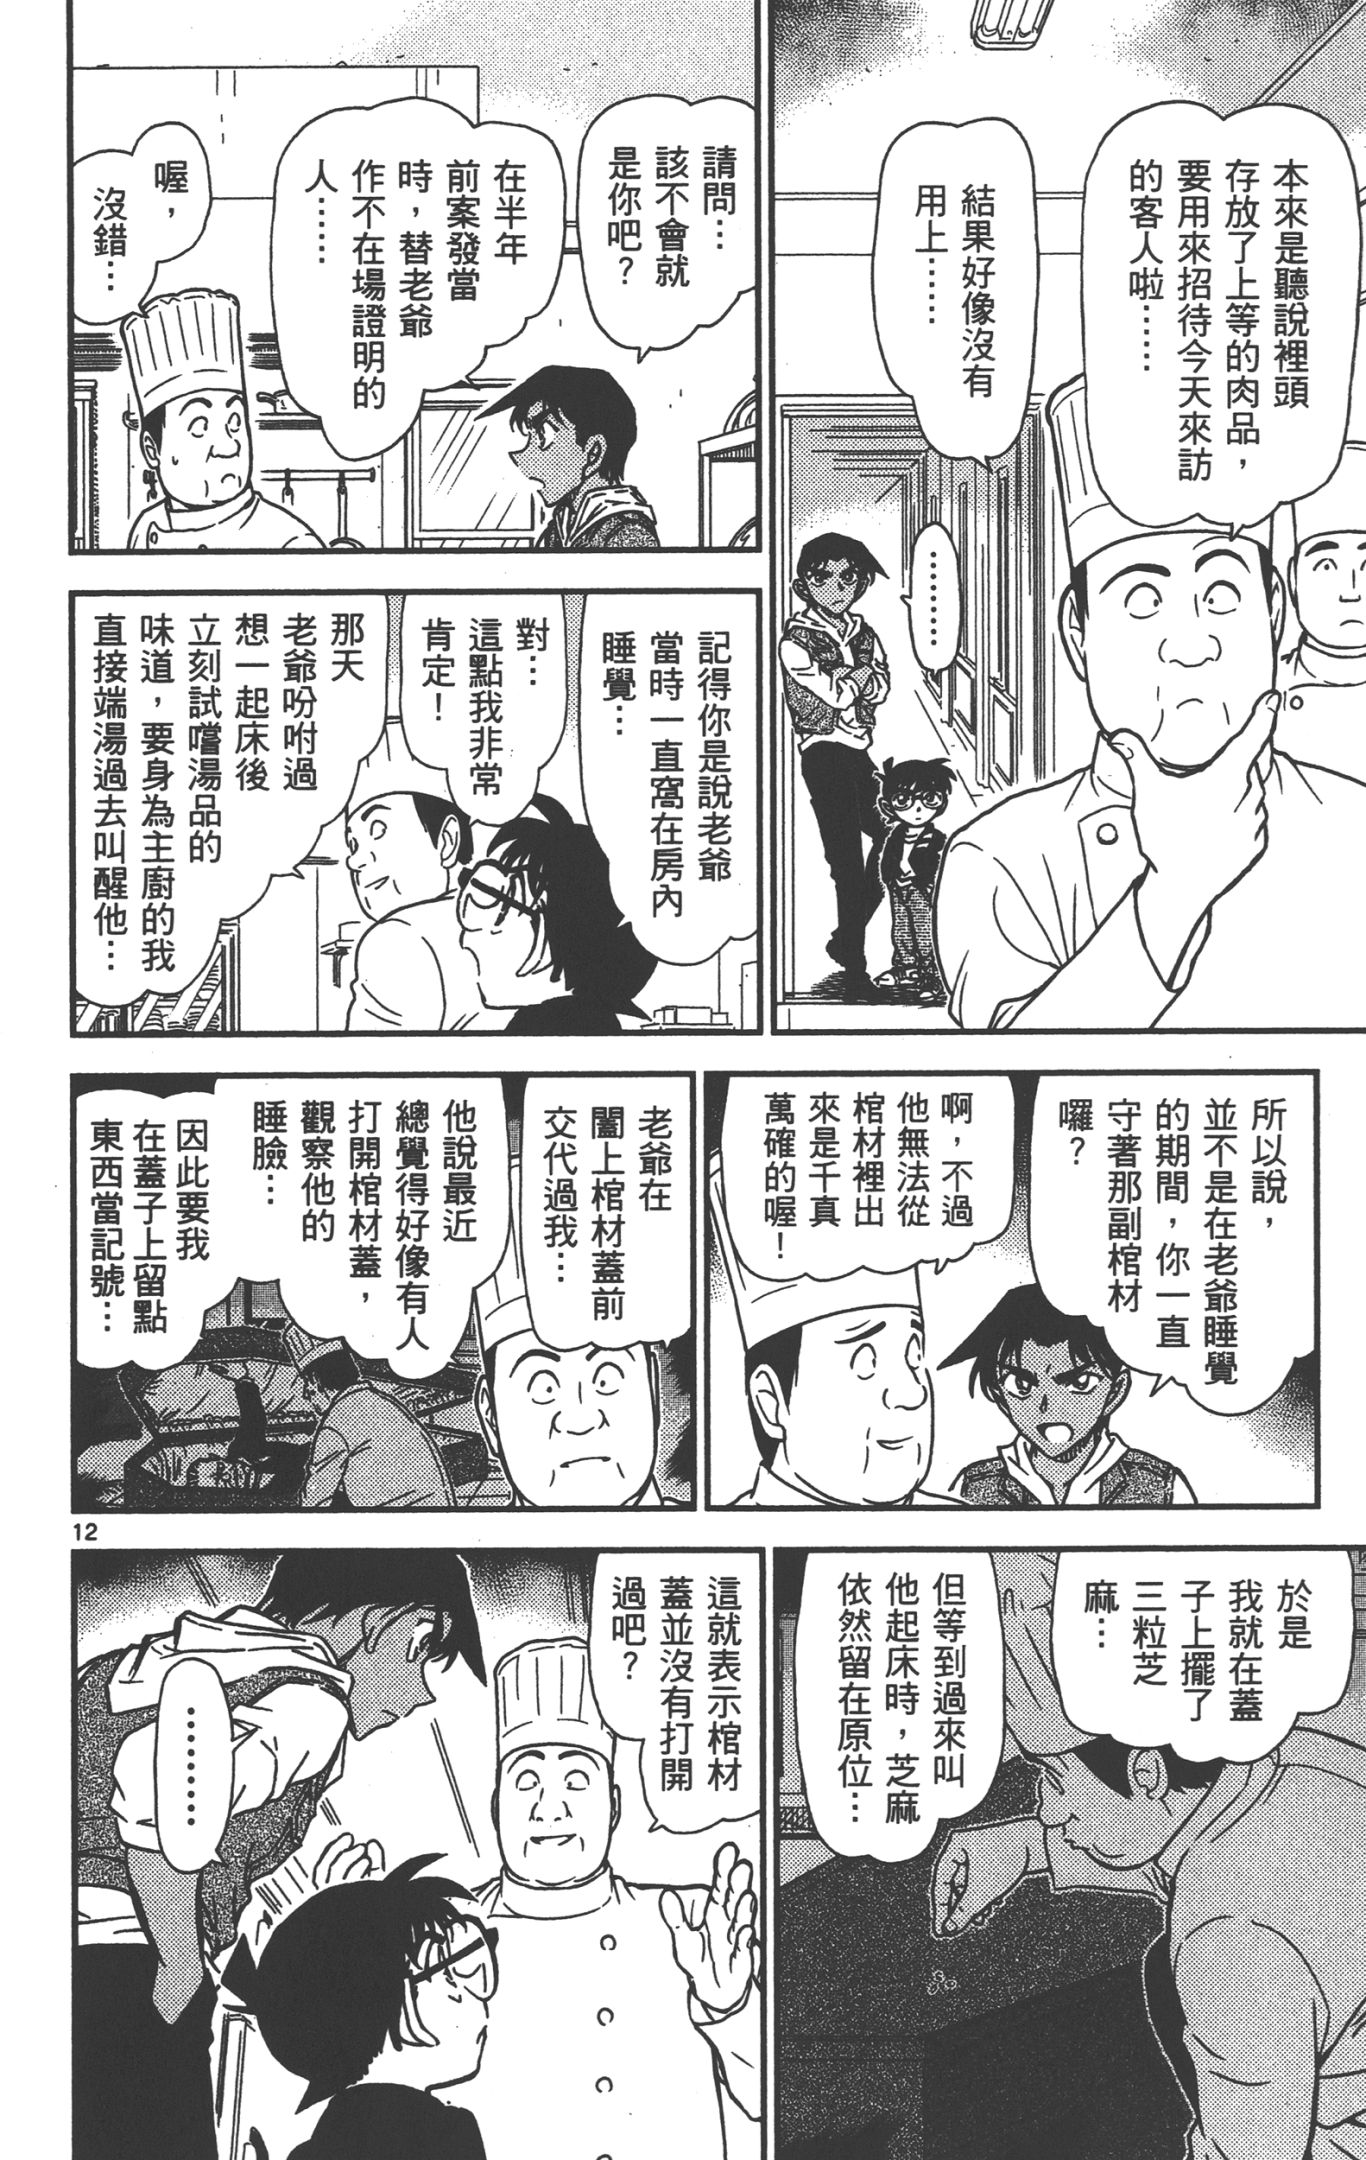 本來是聽說裡頭
存放了上等的肉品，
要用來招待今天來訪
的客人啦……
結果好像沒有
用上……
………
請問…
該不會就
是你吧？
在半年
前案發當
時，替老爺
作不在場證明的
人……
喔，
沒錯…
記得你是說老爺
當時一直窩在房內
睡覺…
對…
這點我非常
肯定！
那天
老爺吩咐過
想一起床後
立刻試嚐湯品的
味道，要身為主廚的我
直接端湯過去叫醒他…
所以說，
並不是在老爺睡覺
的期間，你一直
守著那副棺材
囉？
啊，不過
他無法從
棺材裡出
來是千真
萬確的喔！
老爺在
闔上棺材蓋前
交代過我…
他說最近
總覺得好像有人
打開棺材蓋，
觀察他的
睡臉…
因此要我
在蓋子上留點
東西當記號…
12
於是
我就在蓋
子上擺了
三粒芝
麻…
但等到過來叫
他起床時，芝麻
依然留在原位…
這就表示棺材
蓋並沒有打開
過吧？
………